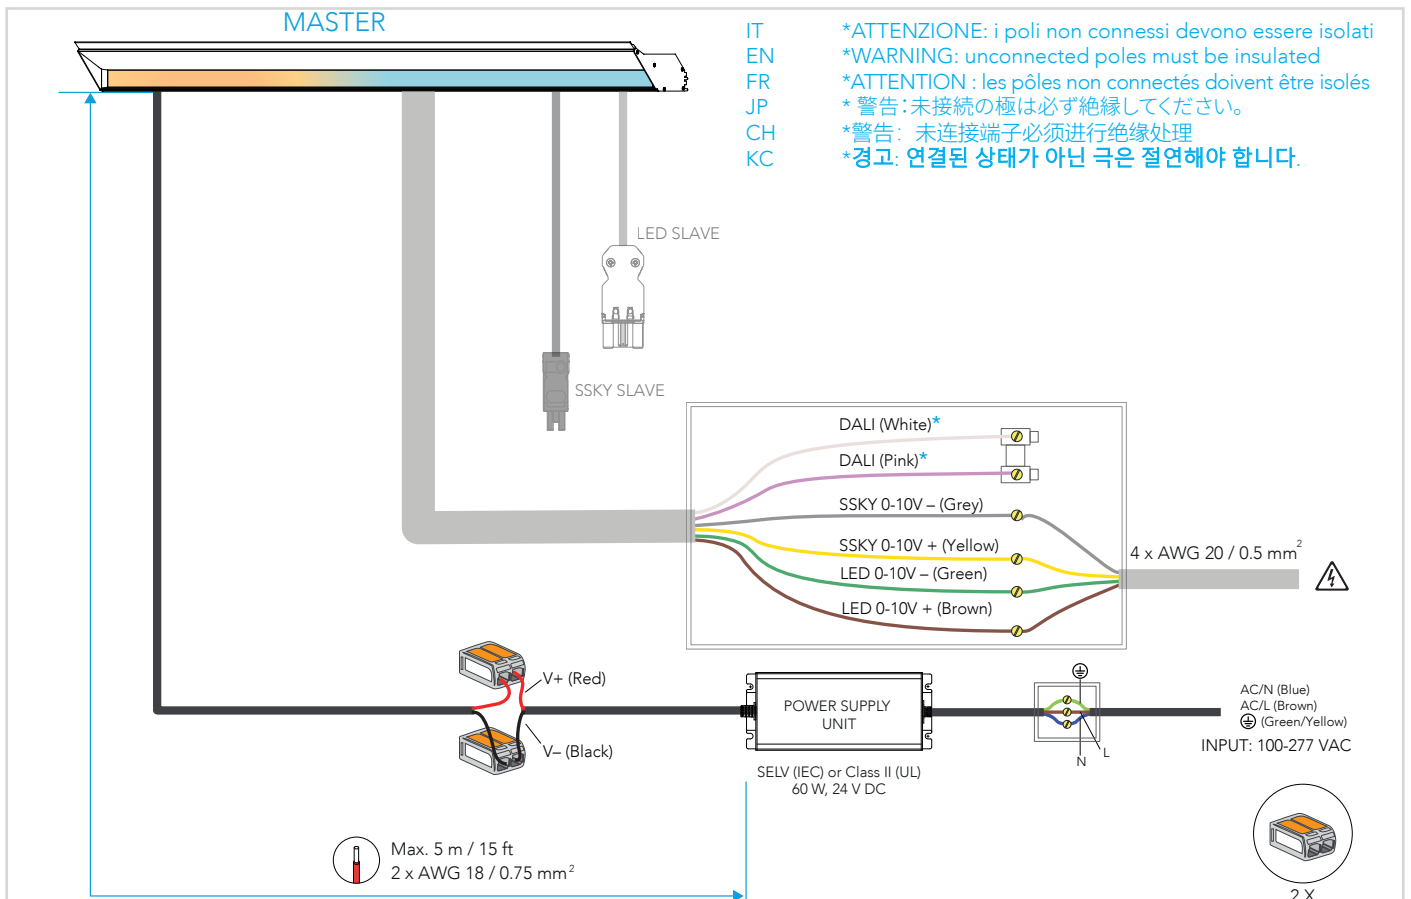 MASTER
IT *ATTENZIONE: i poli non connessi devono essere isolati
EN *WARNING: unconnected poles must be insulated
FR *ATTENTION : les pôles non connectés doivent être isolés
JP * 警告：未接続の極は必ず絶縁してください。
CH *警告： 未连接端子必须进行绝缘处理
KC *경고: 연결된 상태가 아닌 극은 절연해야 합니다.
LED SLAVE
SSKY SLAVE
DALI (White)*
DALI (Pink)*
SSKY 0-10V – (Grey)
SSKY 0-10V + (Yellow)
LED 0-10V – (Green)
LED 0-10V + (Brown)
4 x AWG 20 / 0.5 mm²
V+ (Red)
V– (Black)
POWER SUPPLY
UNIT
SELV (IEC) or Class II (UL)
60 W, 24 V DC
N
L
AC/N (Blue)
AC/L (Brown)
(Green/Yellow)
INPUT: 100-277 VAC
Max. 5 m / 15 ft
2 x AWG 18 / 0.75 mm²
2 X